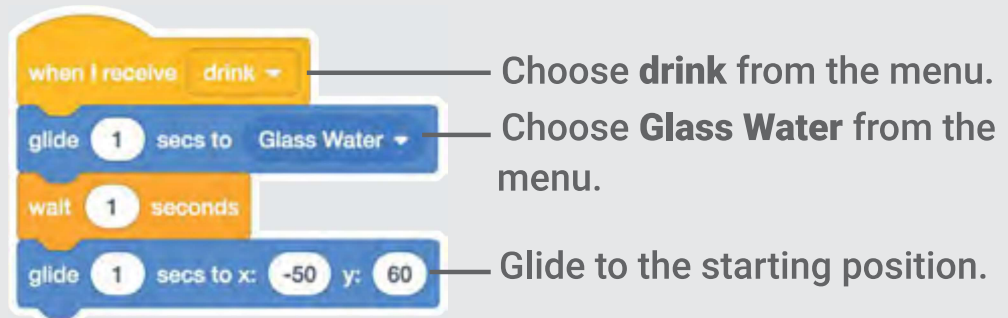 when I receive drink
Choose drink from the menu.
glide 1 secs to Glass Water
Choose Glass Water from the
menu.
wait 1 seconds
glide 1 secs to x: -50 y: 60
Glide to the starting position.